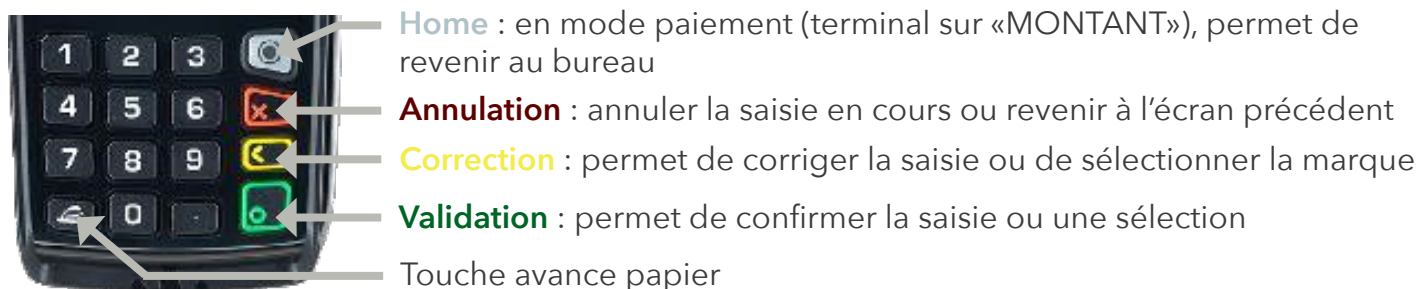 Home : en mode paiement (terminal sur «MONTANT»), permet de
revenir au bureau
1 2 3
Annulation : annuler la saisie en cours ou revenir à l’écran précédent
4 5 6 x
Correction : permet de corriger la saisie ou de sélectionner la marque
7 8 9 <
Validation : permet de confirmer la saisie ou une sélection
0 . o
Touche avance papier